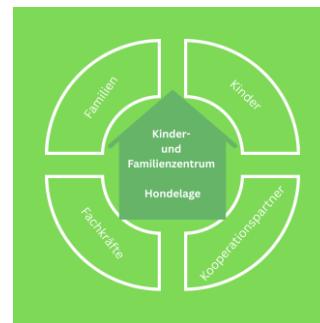 Familien
Kinder
Kinder-
und
Familienzentrum
Hondelage
Fachkräfte
Kooperationspartner